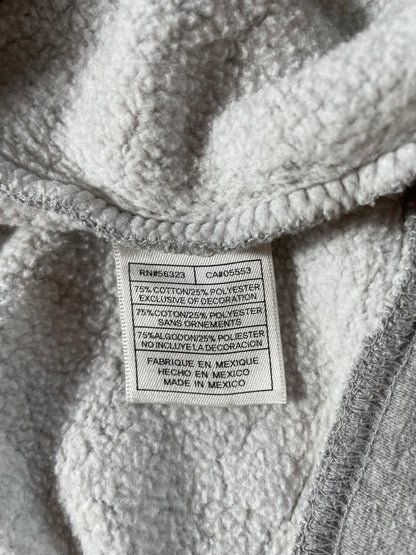 RN#56323 CA#05553
75% COTTON/25% POLYESTER
EXCLUSIVE OF DECORATION
75%COTON/25% POLYESTER
SANS ORNEMENTS
75%ALGODON/25% POLIESTER
NO INCLUYE LA DECORACION
FABRIQUE EN MEXIQUE
HECHO EN MEXICO
MADE IN MEXICO